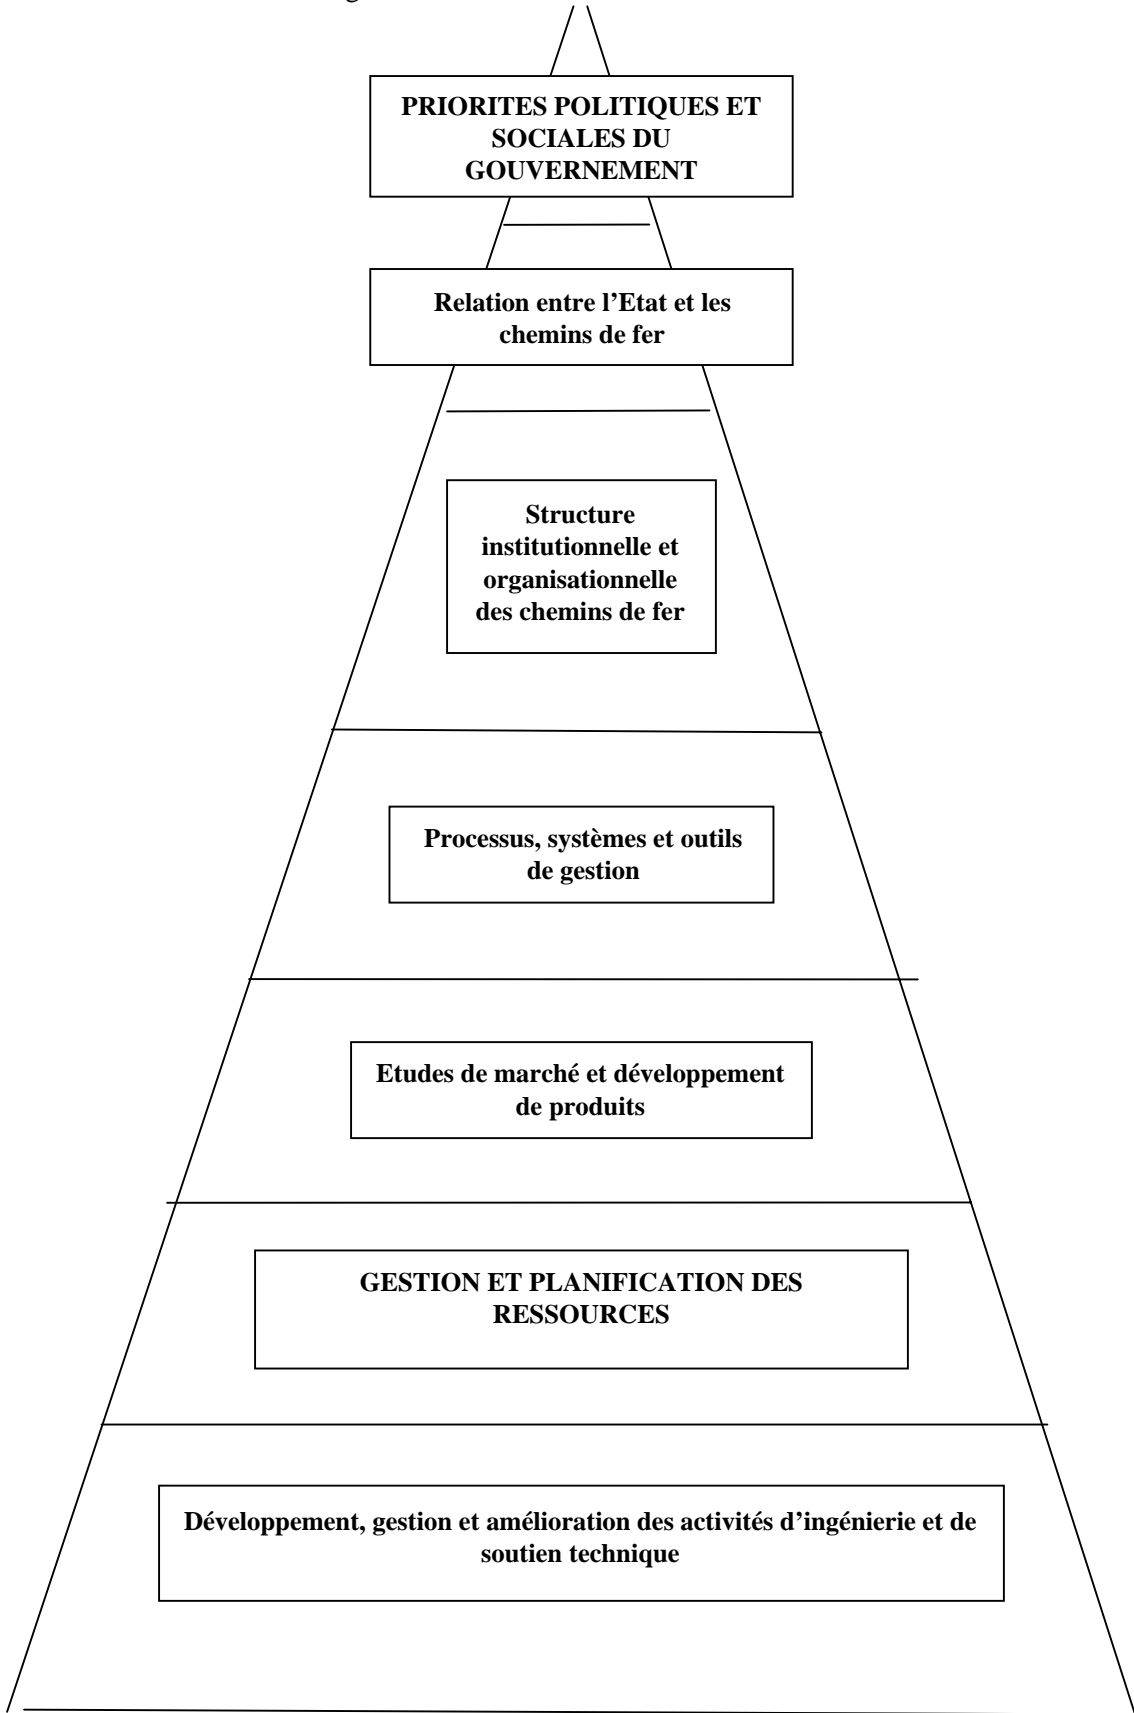 PRIORITES POLITIQUES ET
SOCIALES DU
GOUVERNEMENT
Relation entre l’Etat et les
chemins de fer
Structure
institutionnelle et
organisationnelle
des chemins de fer
Processus, systèmes et outils
de gestion
Etudes de marché et développement
de produits
GESTION ET PLANIFICATION DES
RESSOURCES
Développement, gestion et amélioration des activités d’ingénierie et de
soutien technique